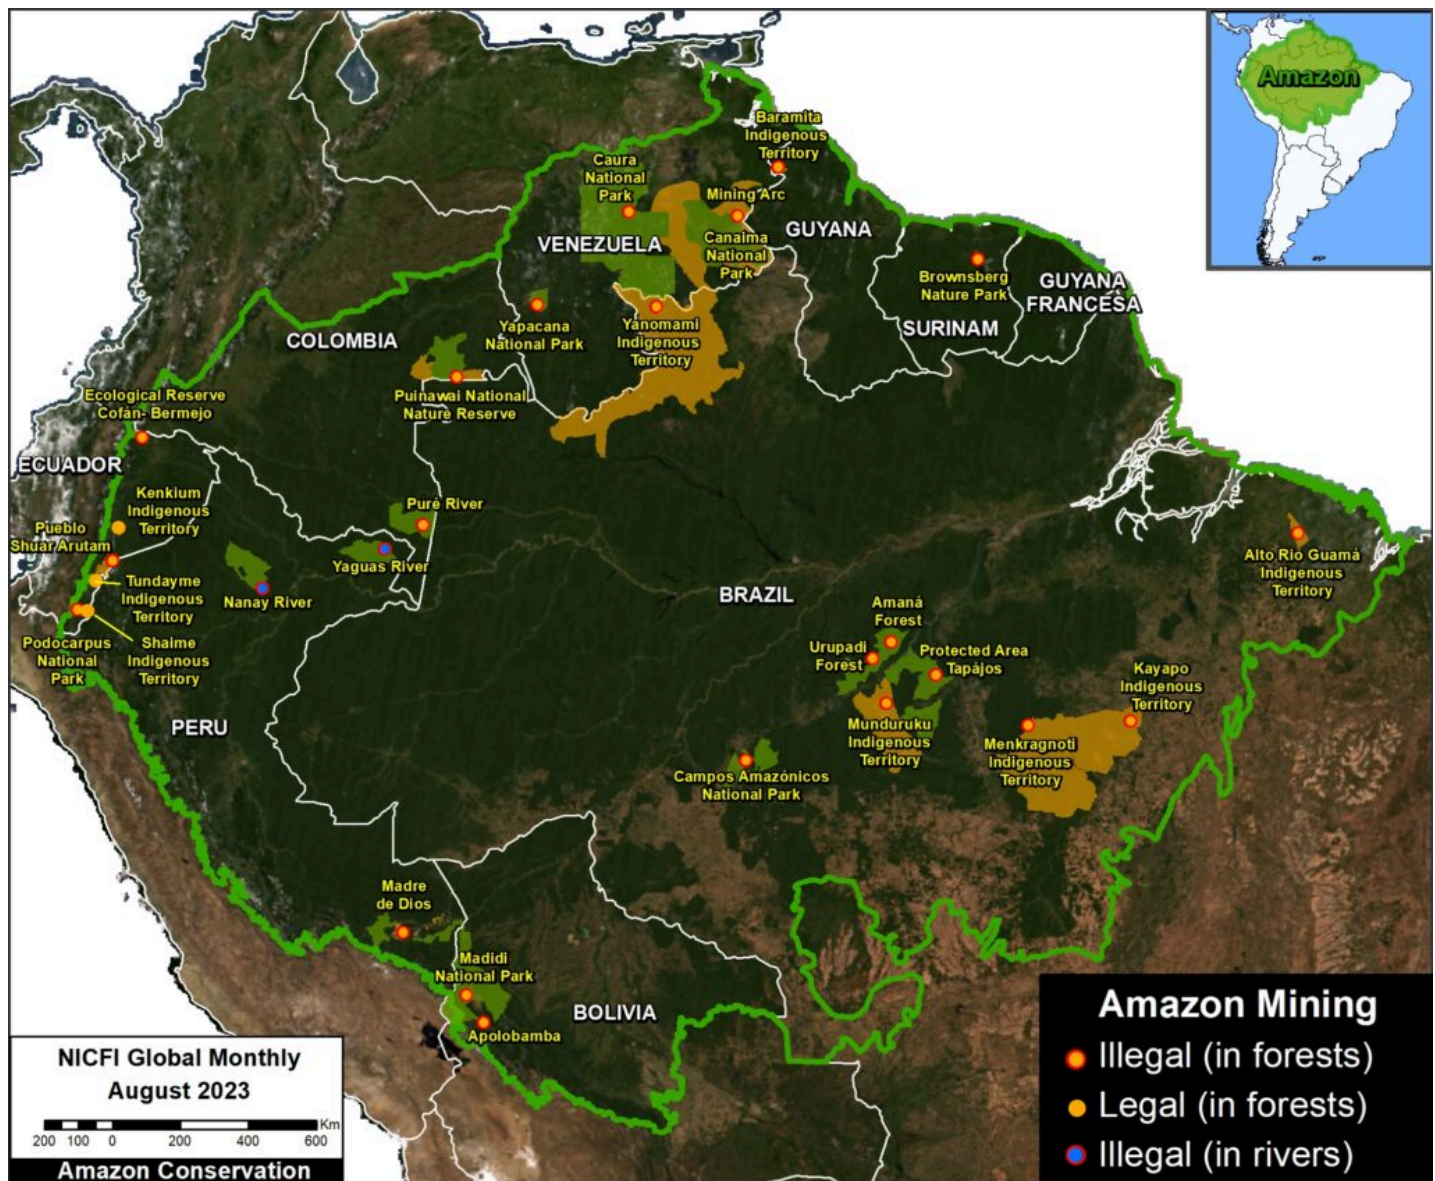 Amazon
Baramita
Indigenous
Territory
Caura
National
Park
Mining Arc
VENEZUELA
Canaima
National
Park
GUYANA
Brownsberg
Nature Park
GUYANA
FRANCESA
SURINAM
Yapacana
National Park
Yanomami
Indigenous
Territory
COLOMBIA
Puinawai National
Nature Reserve
Ecological Reserve
Cofán- Bermejo
ECUADOR
Kenkium
Indigenous
Territory
Pueblo
Shuar Arutam
Tundayme
Indigenous
Territory
Podocarpus
National
Park
Shaime
Indigenous
Territory
Nanay River
Puré River
Yaguas River
BRAZIL
Alto Rio Guamá
Indigenous
Territory
Amaná
Forest
Urupadi
Forest
Protected Area
Tapájos
Munduruku
Indigenous
Territory
Kayapo
Indigenous
Territory
Menkragnoti
Indigenous
Territory
Campos Amazónicos
National Park
PERU
Madre
de Dios
Madidi
National Park
Apolobamba
BOLIVIA
NICFI Global Monthly
August 2023
Km
200 100 0 200 400 600
Amazon Conservation
Amazon Mining
Illegal (in forests)
Legal (in forests)
Illegal (in rivers)